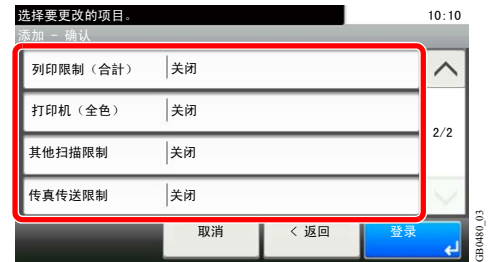 选择要更改的项目。 10:10
添加 - 确认
列印限制（合計） 关闭
打印机（全色） 关闭
2/2
其他扫描限制 关闭
传真传送限制 关闭
取消 < 返回 登录
GB0480_03